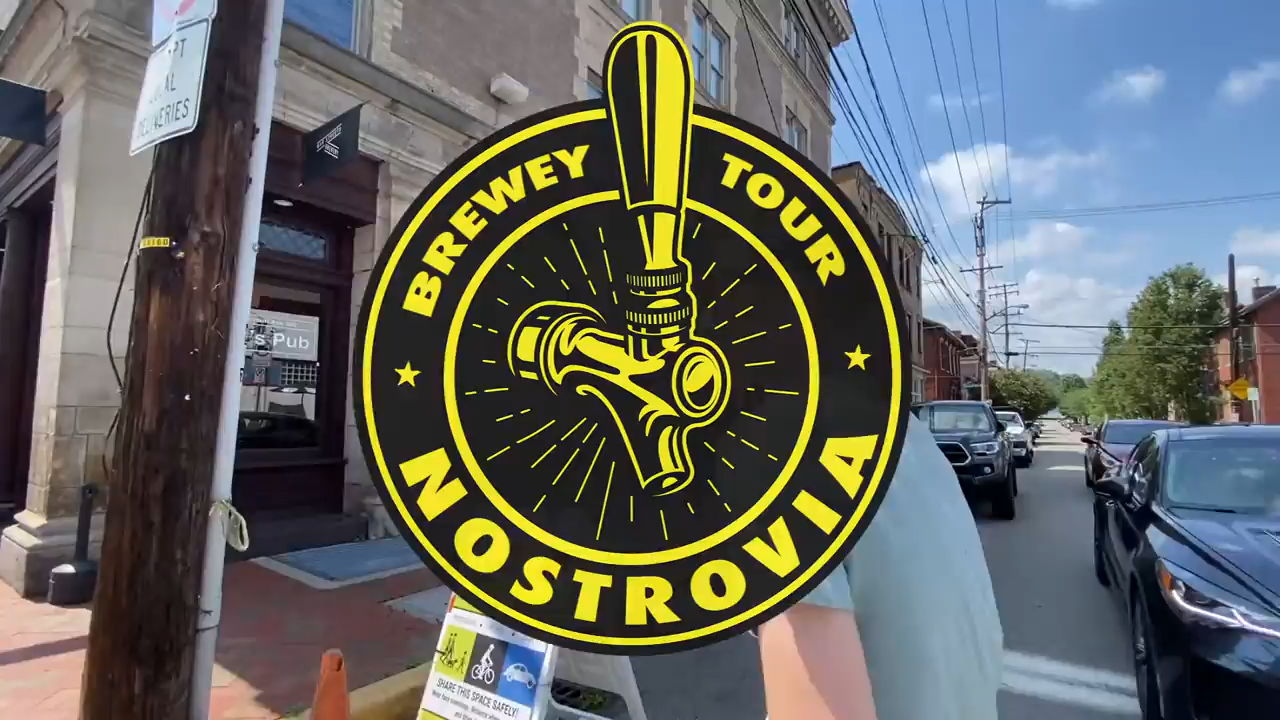 BREWEY TOUR
NOSTROVIA
DELIVERIES
s Pub
SHARE THIS SPACE SAFELY!